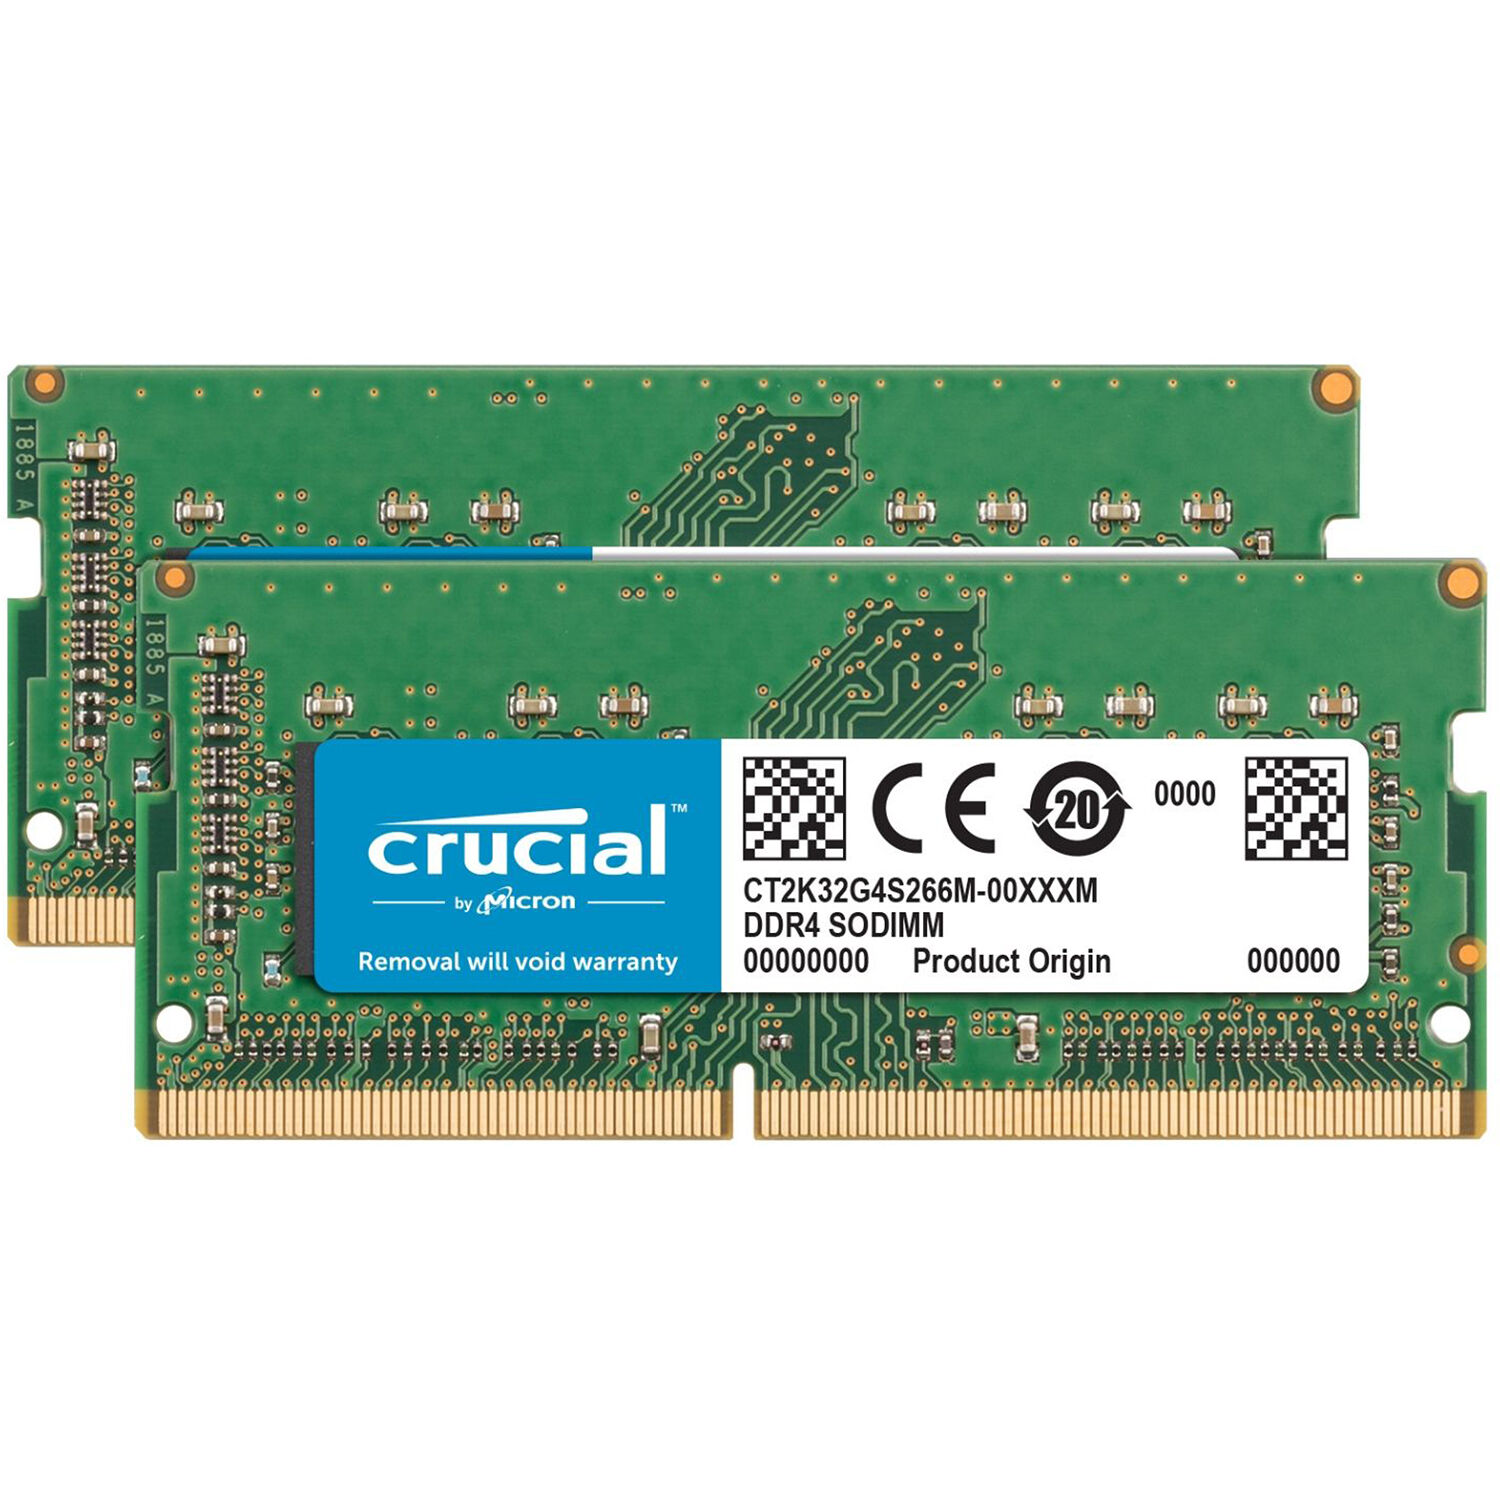 1885 A
1885 A
crucial™
by Micron
Removal will void warranty
20
0000
CT2K32G4S266M-00XXXM
DDR4 SODIMM
00000000 Product Origin 000000